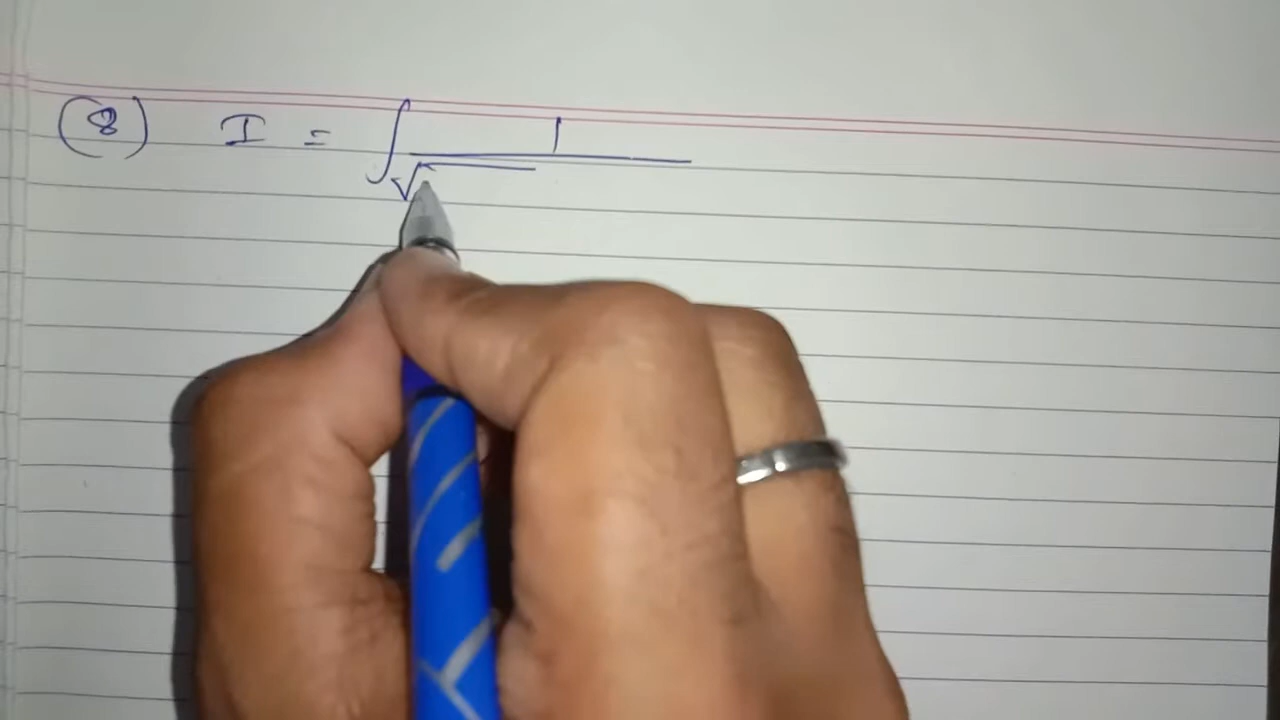 (8) I = ∫ 1/√